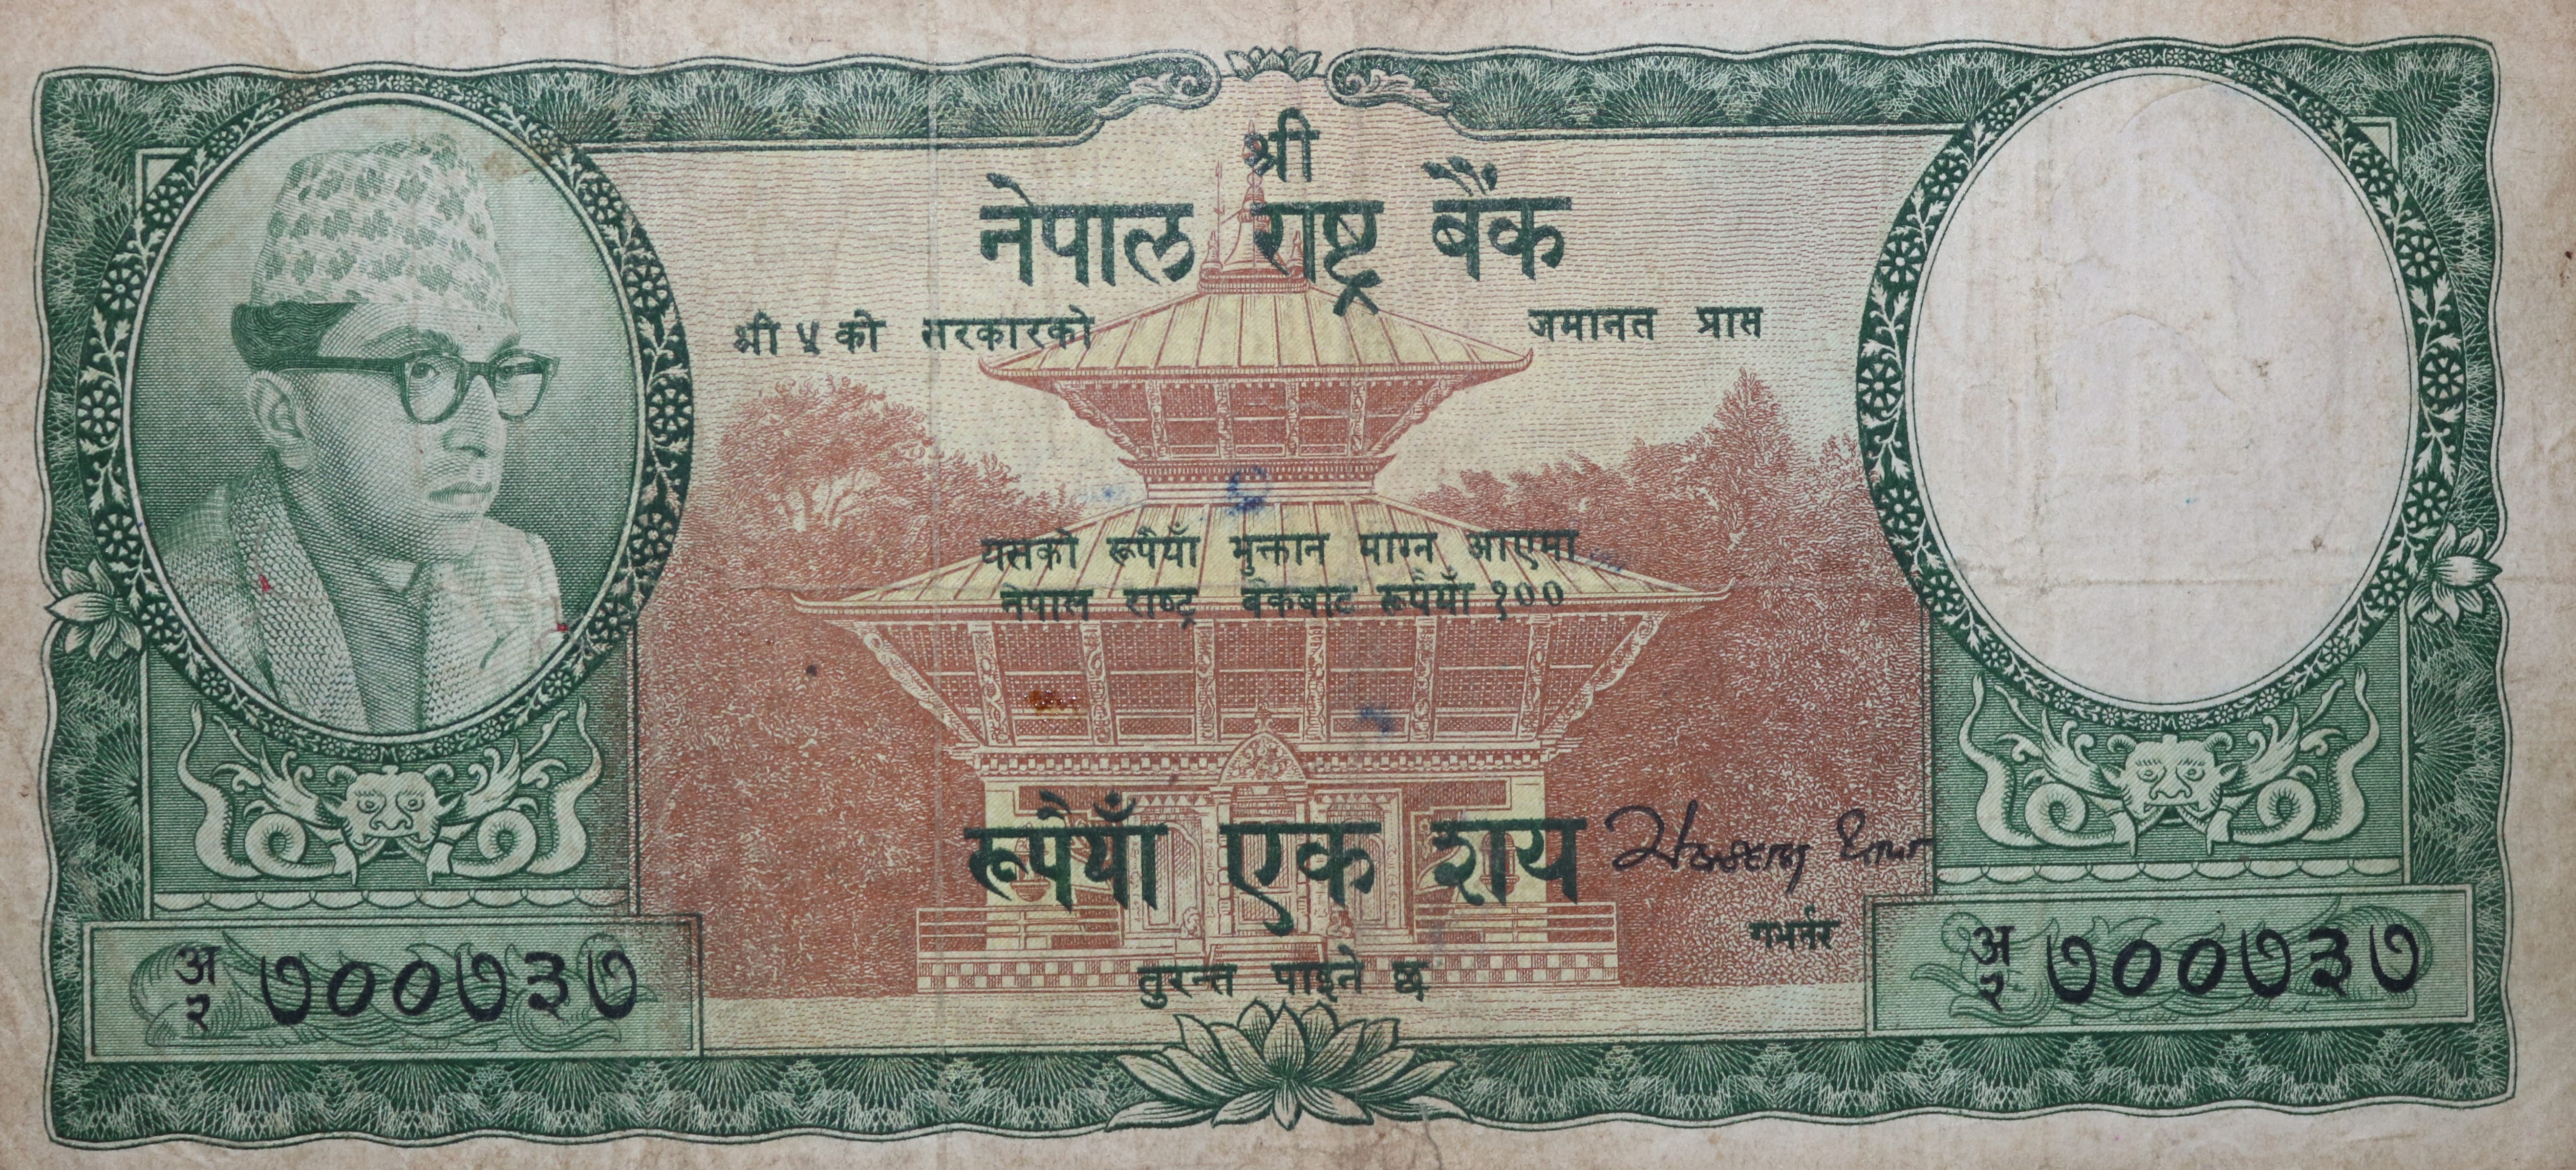 श्री
नेपाल राष्ट्र बैंक
श्री ५ को सरकारको जमानत प्राप्त
यसको रूपैयाँ भुक्तान पाउन आएमा
नेपाल राष्ट्र बैंकबाट रूपैयाँ १००
रूपैयाँ एक शय
गभर्नर
तुरन्त पाइने छ
अ
२ ७००७३७
अ
२ ७००७३७